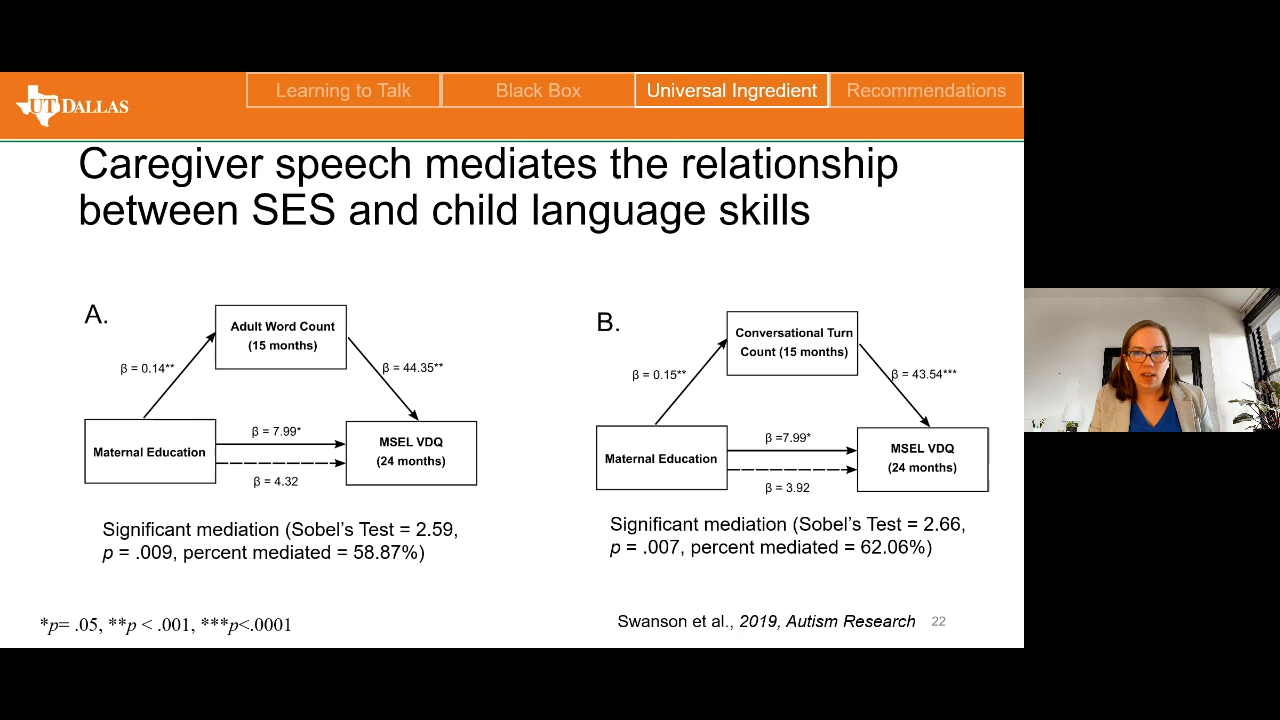 UT DALLAS
Learning to Talk
Black Box
Universal Ingredient
Recommendations
Caregiver speech mediates the relationship
between SES and child language skills
A.
Adult Word Count
(15 months)
β = 0.14**
β = 44.35**
Maternal Education
β = 7.99*
β = 4.32
MSEL VDQ
(24 months)
Significant mediation (Sobel's Test = 2.59,
p = .009, percent mediated = 58.87%)
B.
Conversational Turn
Count (15 months)
β = 0.15**
β = 43.54***
Maternal Education
β =7.99*
β = 3.92
MSEL VDQ
(24 months)
Significant mediation (Sobel's Test = 2.66,
p = .007, percent mediated = 62.06%)
*p= .05, **p < .001, ***p<.0001
Swanson et al., 2019, Autism Research
22